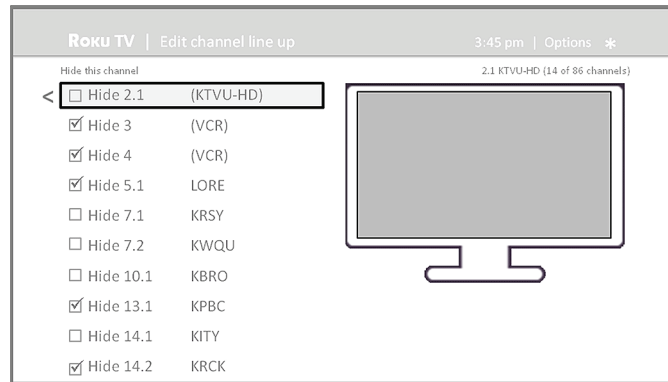 ROKU TV | Edit channel line up 3:45 pm | Options *
Hide this channel 2.1 KTVU-HD (14 of 86 channels)
< Hide 2.1 (KTVU-HD)
Hide 3 (VCR)
Hide 4 (VCR)
Hide 5.1 LORE
Hide 7.1 KRSY
Hide 7.2 KWQU
Hide 10.1 KBRO
Hide 13.1 KPBC
Hide 14.1 KITY
Hide 14.2 KRCK